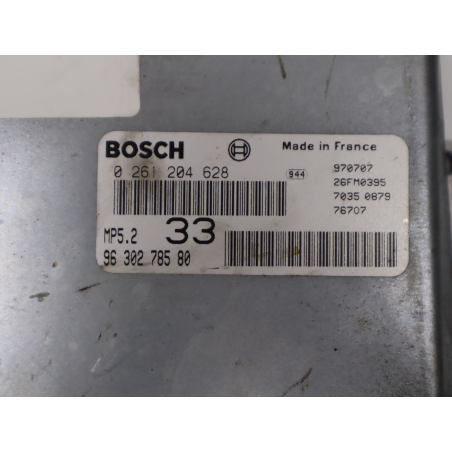 BOSCH Made in France
0 261 204 628 944 970707
26FM0395
7035 0879
76707
MP5.2 33
96 302 785 80